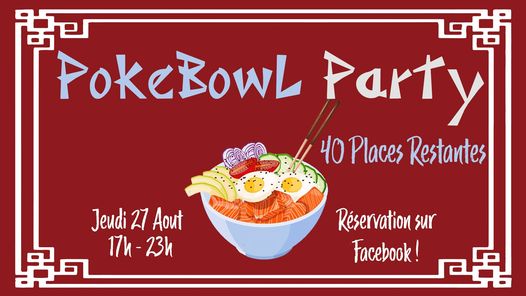 PokeBowl Party
40 Places Restantes
Jeudi 27 Aout
17h - 23h
Réservation sur
Facebook !